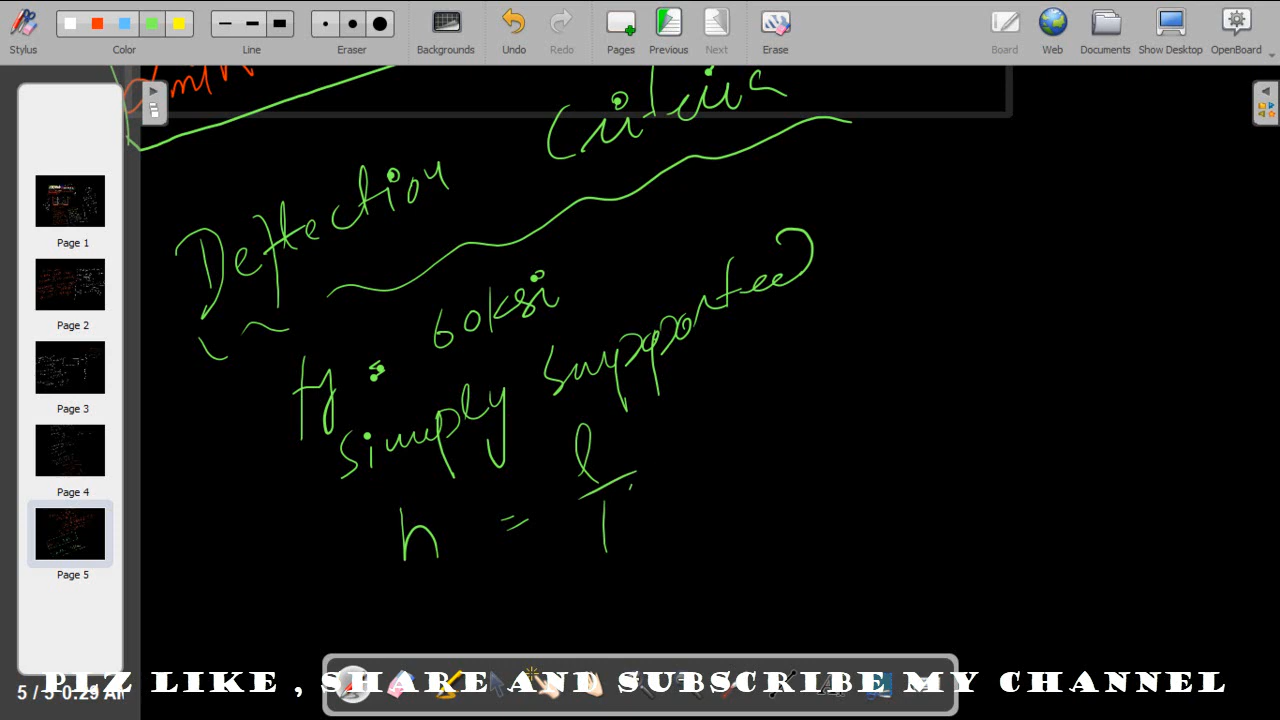 Stylus
Color
Line
Eraser
Backgrounds
Undo
Redo
Pages
Previous
Next
Erase
Board
Web
Documents
Show Desktop
OpenBoard
Page 1
Page 2
Page 3
Page 4
Page 5
Deflection Criteria
fy = 60ksi
simply supported
h = l / 1
PLZ LIKE , SHARE AND SUBSCRIBE MY CHANNEL